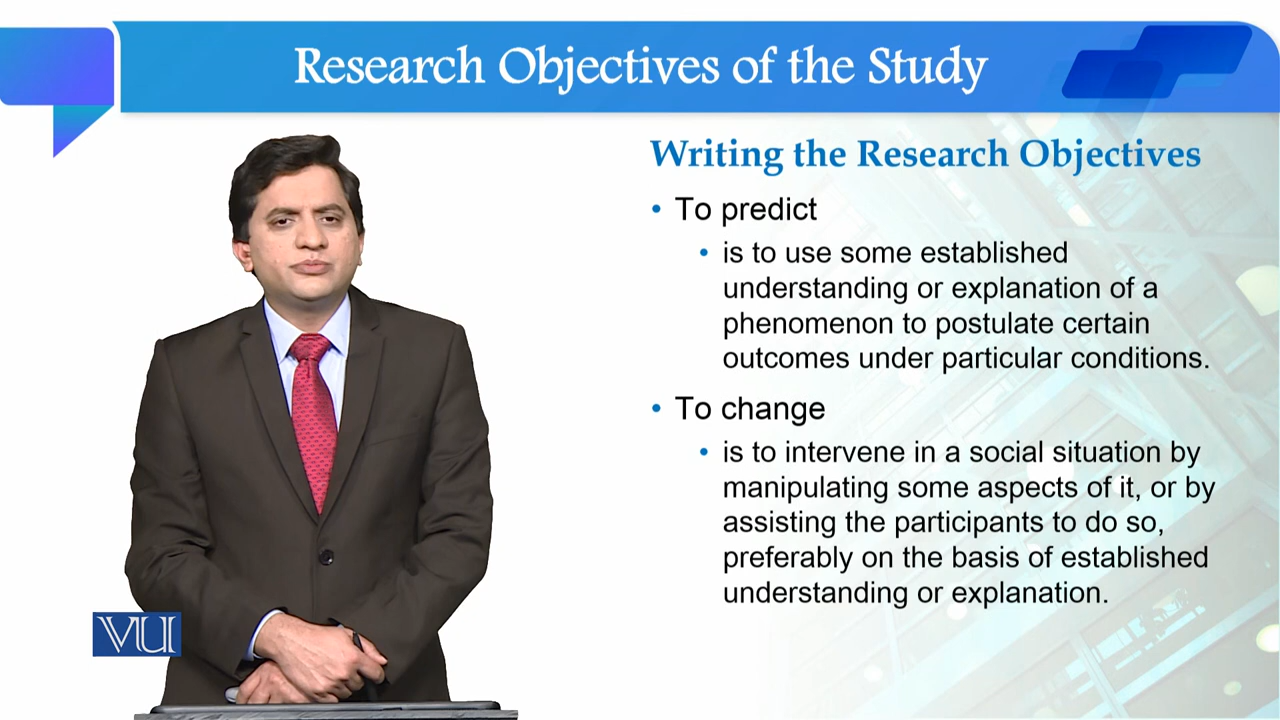 Research Objectives of the Study
Writing the Research Objectives
• To predict
• is to use some established
understanding or explanation of a
phenomenon to postulate certain
outcomes under particular conditions.
• To change
• is to intervene in a social situation by
manipulating some aspects of it, or by
assisting the participants to do so,
preferably on the basis of established
understanding or explanation.
VU